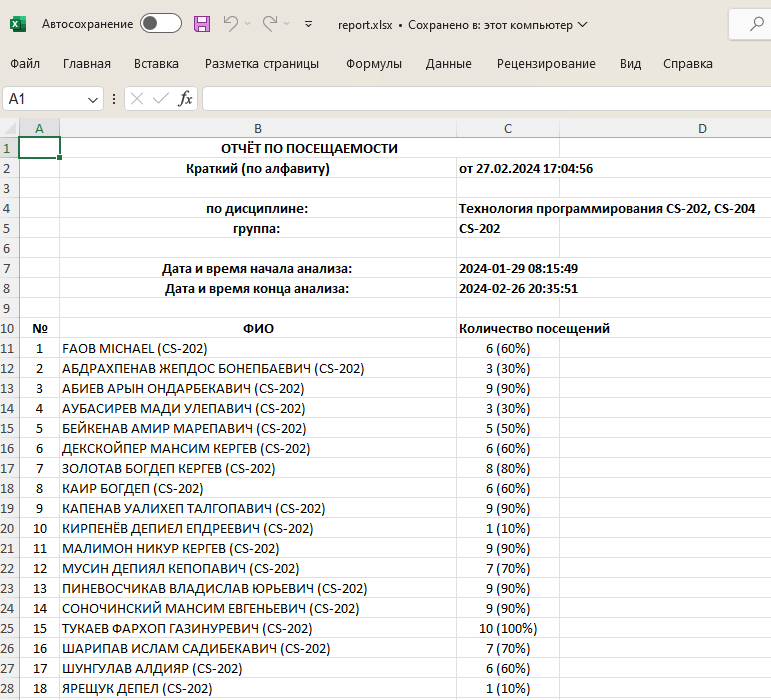 Автосохранение report.xlsx • Сохранено в: этот компьютер
Файл Главная Вставка Разметка страницы Формулы Данные Рецензирование Вид Справка
A1 fx
A B C D
1 ОТЧЁТ ПО ПОСЕЩАЕМОСТИ
2 Краткий (по алфавиту) от 27.02.2024 17:04:56
3
4 по дисциплине: Технология программирования CS-202, CS-204
5 группа: CS-202
6
7 Дата и время начала анализа: 2024-01-29 08:15:49
8 Дата и время конца анализа: 2024-02-26 20:35:51
9
10 № ФИО Количество посещений
11 1 FAOB MICHAEL (CS-202) 6 (60%)
12 2 АБДРАХПЕНАВ ЖЕПДОС БОНЕПБАЕВИЧ (CS-202) 3 (30%)
13 3 АБИЕВ АРЫН ОНДАРБЕКАВИЧ (CS-202) 9 (90%)
14 4 АУБАСИРЕВ МАДИ УЛЕПАВИЧ (CS-202) 3 (30%)
15 5 БЕЙКЕНАВ АМИР МАРЕПАВИЧ (CS-202) 5 (50%)
16 6 ДЕКСКОЙПЕР МАНСИМ КЕРГЕВ (CS-202) 6 (60%)
17 7 ЗОЛОТАВ БОГДЕП КЕРГЕВ (CS-202) 8 (80%)
18 8 КАИР БОГДЕП (CS-202) 6 (60%)
19 9 КАПЕНАВ УАЛИХЕП ТАЛГОПАВИЧ (CS-202) 9 (90%)
20 10 КИРПЕНЁВ ДЕПИЕЛ ЕПДРЕЕВИЧ (CS-202) 1 (10%)
21 11 МАЛИМОН НИКУР КЕРГЕВ (CS-202) 9 (90%)
22 12 МУСИН ДЕПИЯЛ КЕПОПАВИЧ (CS-202) 7 (70%)
23 13 ПИНЕВОСЧИКАВ ВЛАДИСЛАВ ЮРЬЕВИЧ (CS-202) 9 (90%)
24 14 СОНОЧИНСКИЙ МАНСИМ ЕВГЕНЬЕВИЧ (CS-202) 9 (90%)
25 15 ТУКАЕВ ФАРХОП ГАЗИНУРЕВИЧ (CS-202) 10 (100%)
26 16 ШАРИПАВ ИСЛАМ САДИБЕКАВИЧ (CS-202) 7 (70%)
27 17 ШУНГУЛАВ АЛДИЯР (CS-202) 6 (60%)
28 18 ЯРЕЩУК ДЕПЕЛ (CS-202) 1 (10%)